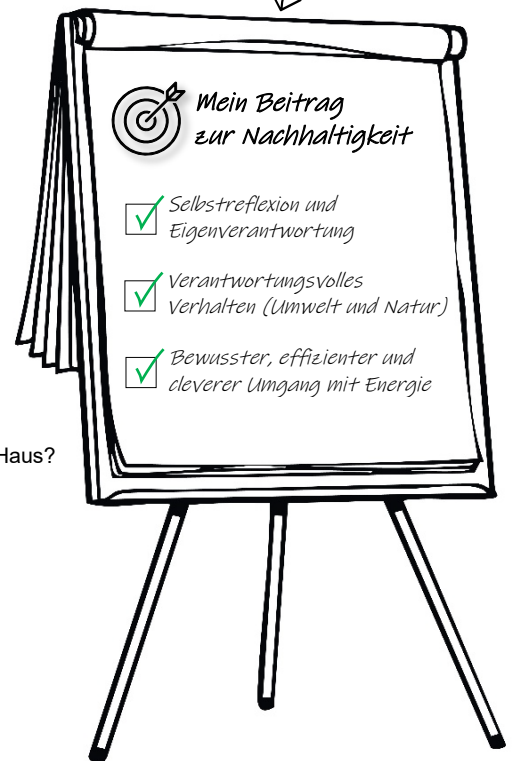 Mein Beitrag
zur Nachhaltigkeit
Selbstreflexion und
Eigenverantwortung
Verantwortungsvolles
Verhalten (Umwelt und Natur)
Bewusster, effizienter und
cleverer Umgang mit Energie
Haus?